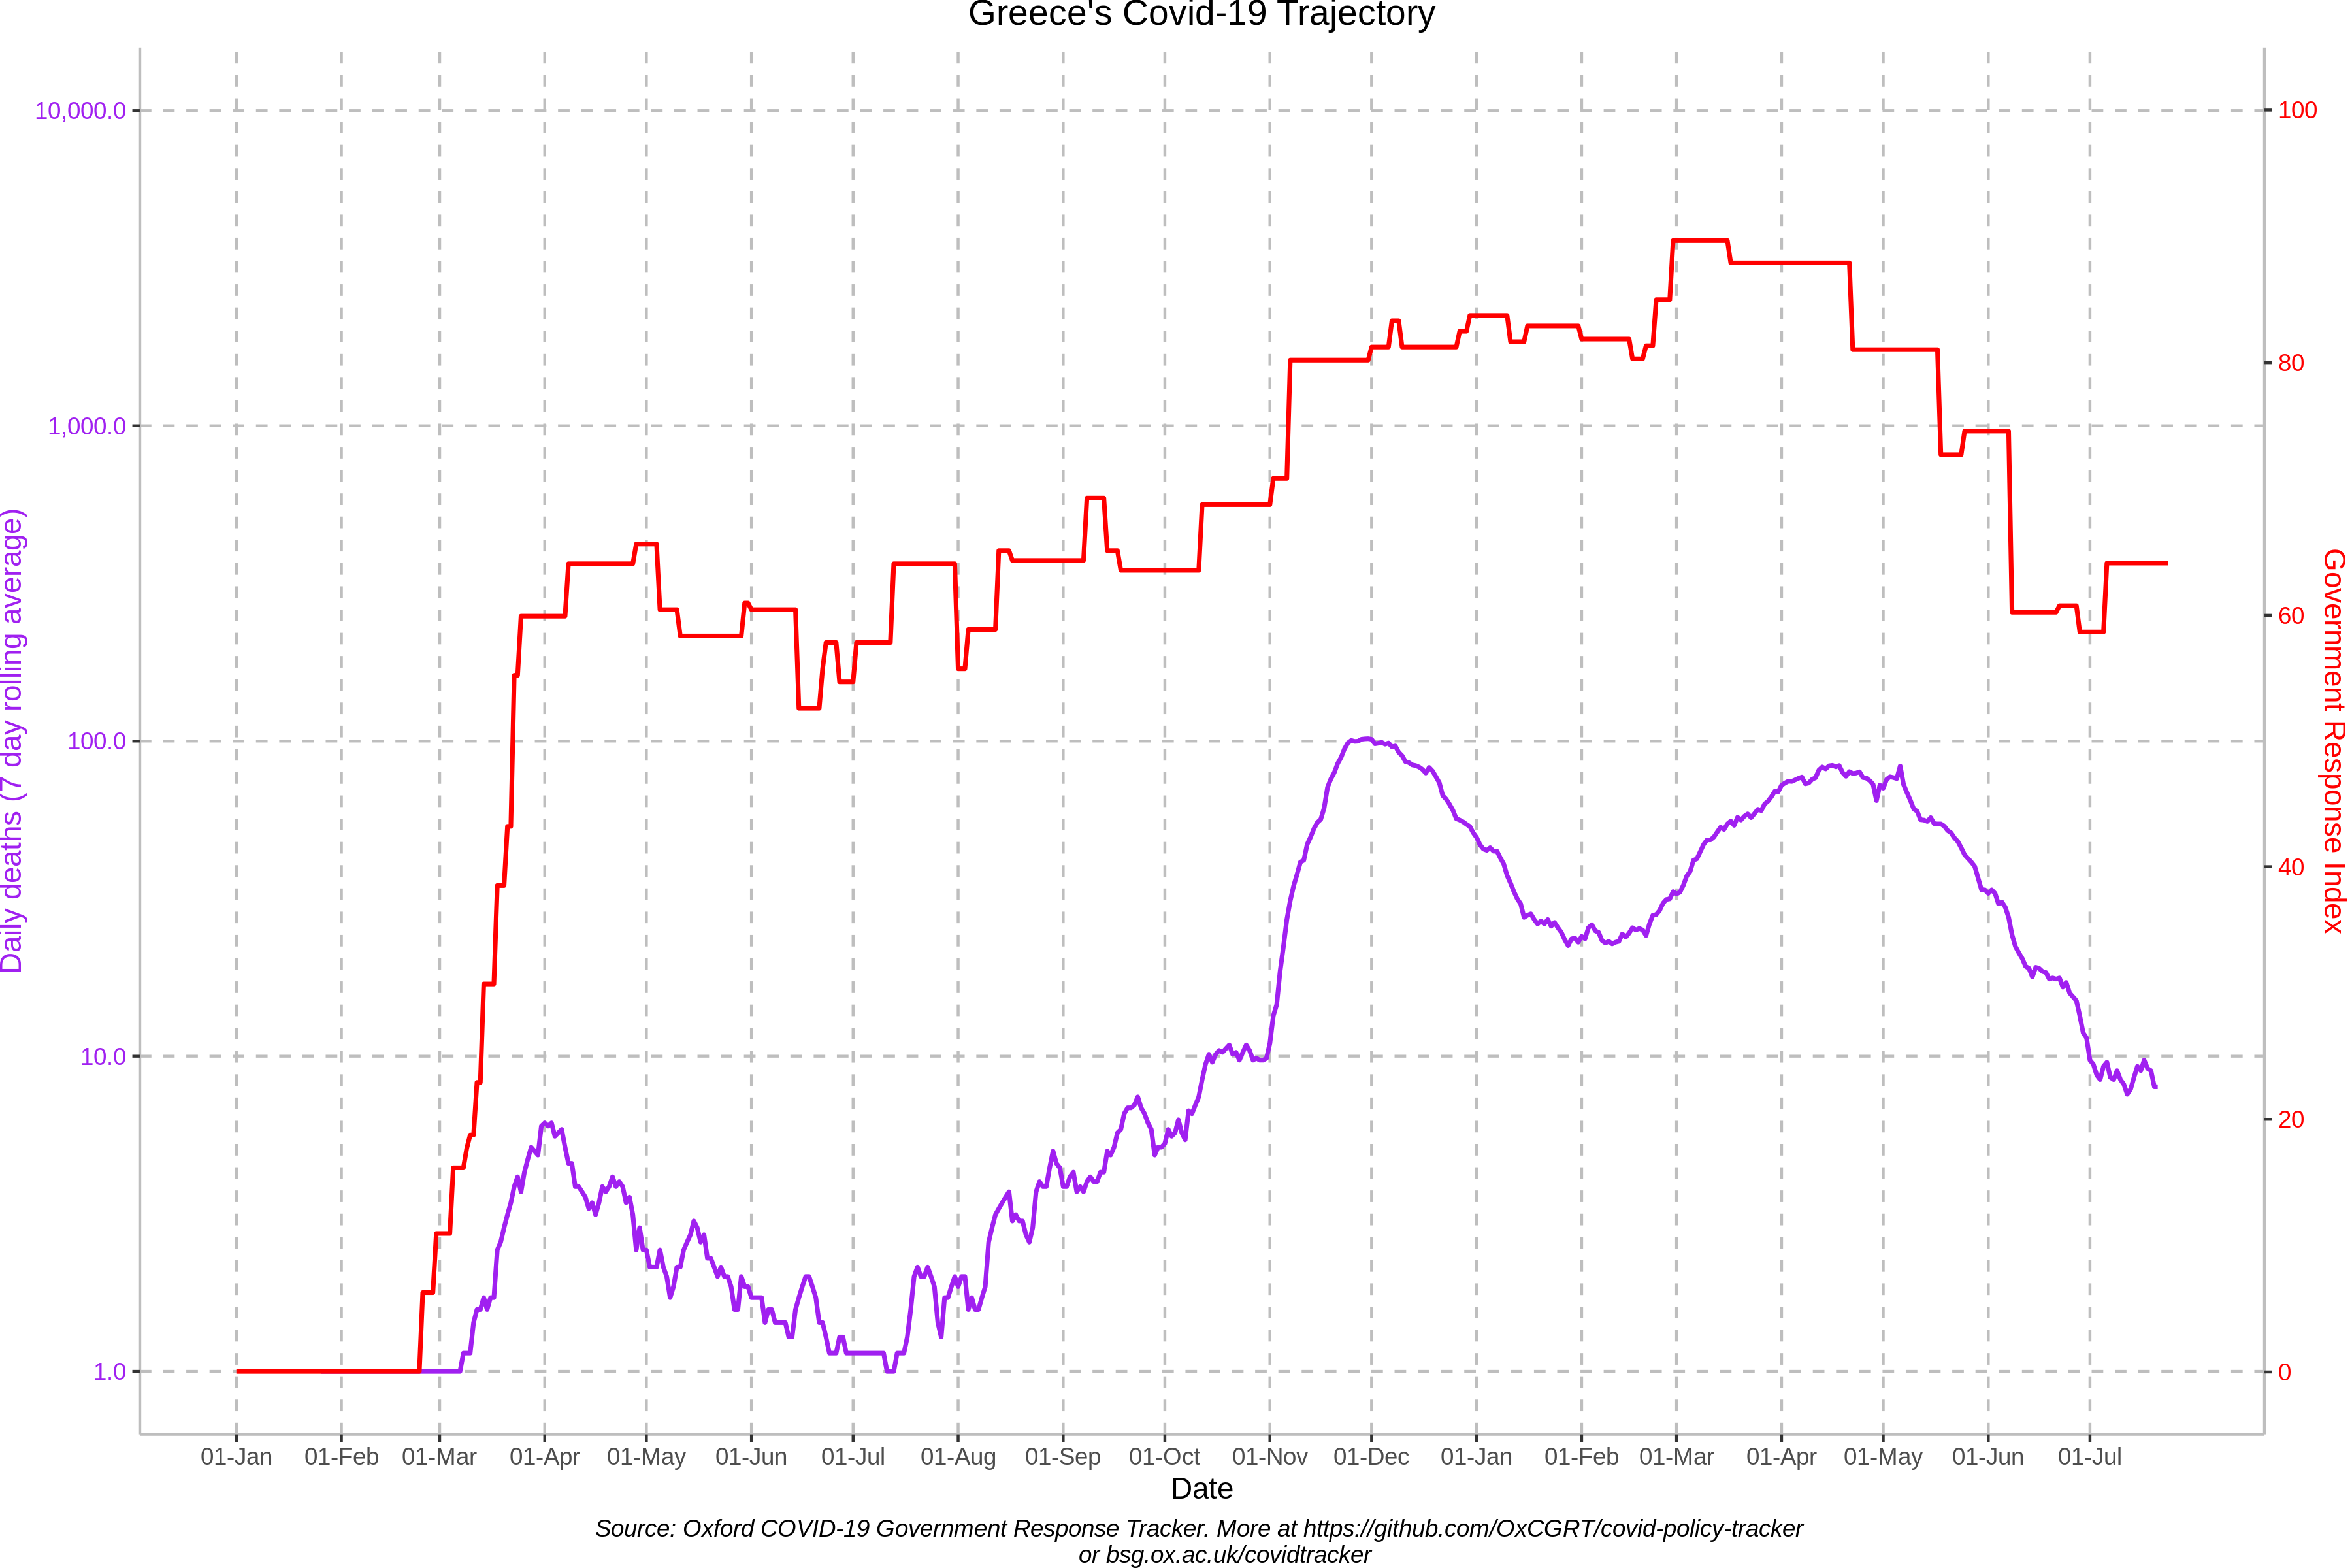 Greece's Covid-19 Trajectory
10,000.0
1,000.0
100.0
10.0
1.0
Daily deaths (7 day rolling average)
100
80
60
40
20
0
Government Response Index
01-Jan 01-Feb 01-Mar 01-Apr 01-May 01-Jun 01-Jul 01-Aug 01-Sep 01-Oct 01-Nov 01-Dec 01-Jan 01-Feb 01-Mar 01-Apr 01-May 01-Jun 01-Jul
Date
Source: Oxford COVID-19 Government Response Tracker. More at https://github.com/OxCGRT/covid-policy-tracker
or bsg.ox.ac.uk/covidtracker